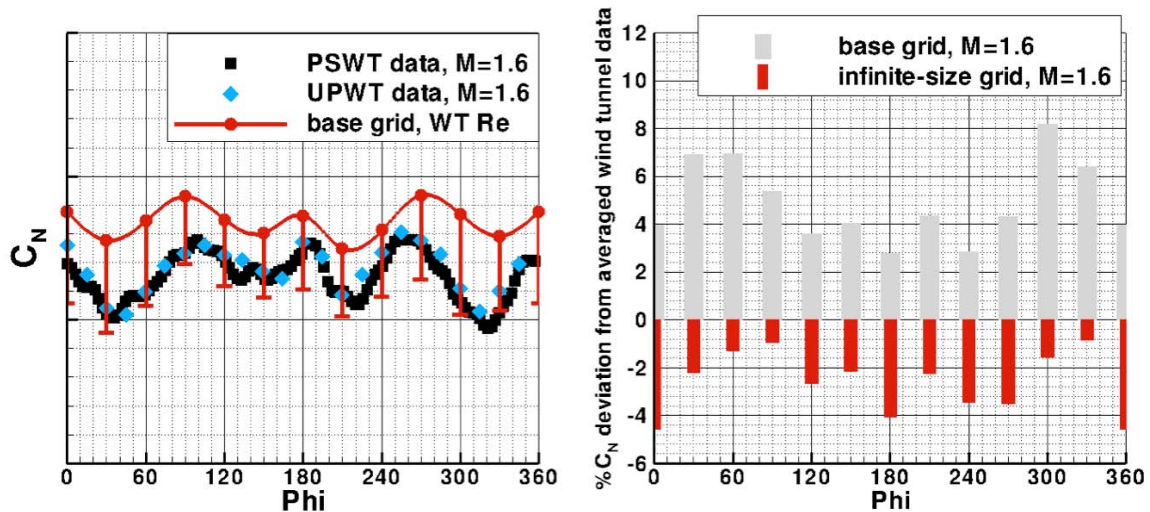 PSWT data, M=1.6
UPWT data, M=1.6
base grid, WT Re
C_N
0 60 120 180 240 300 360
Phi
base grid, M=1.6
infinite-size grid, M=1.6
%C_N deviation from averaged wind tunnel data
12
10
8
6
4
2
0
-2
-4
-6
0 60 120 180 240 300 360
Phi